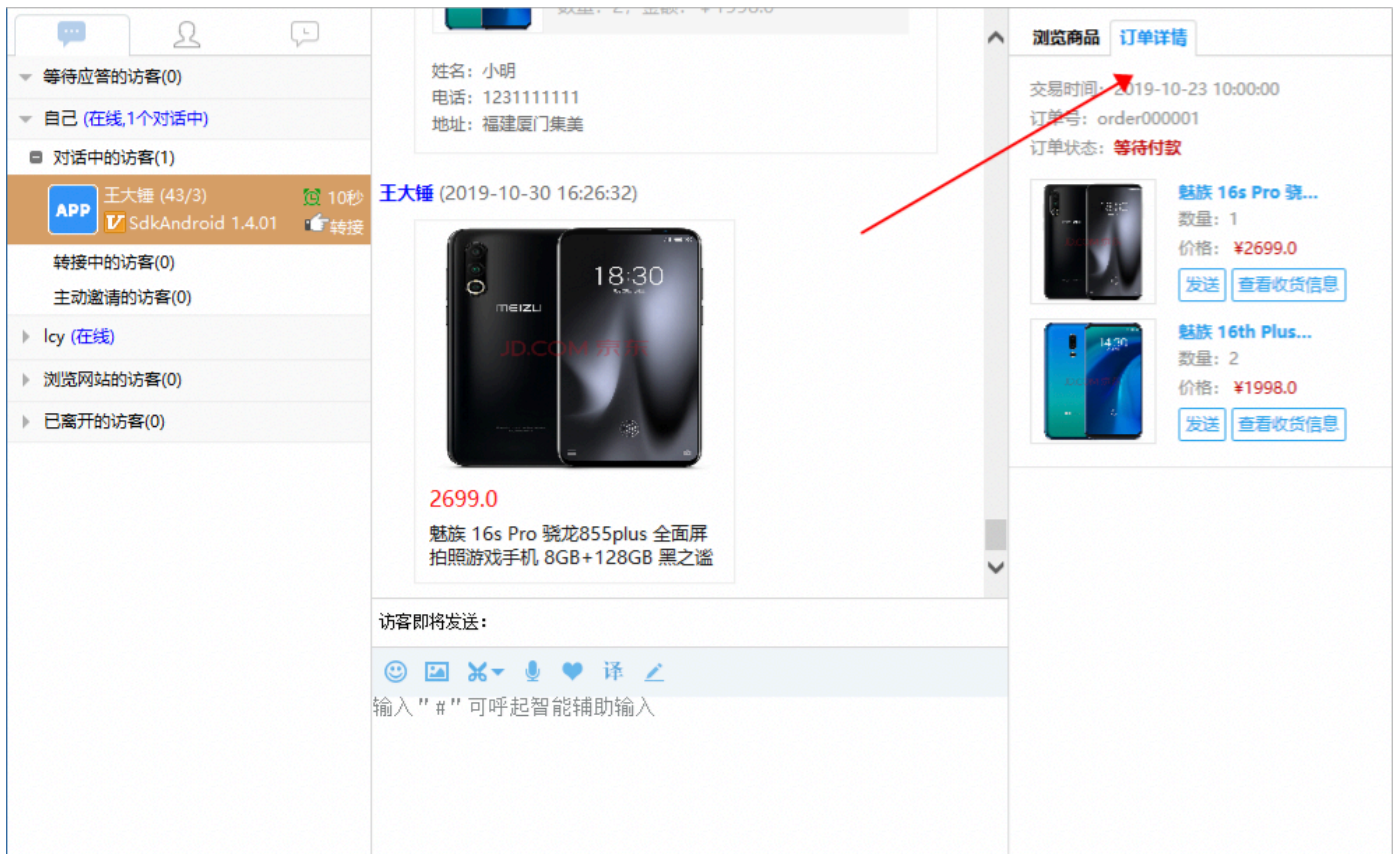 等待应答的访客(0)
自己 (在线,1个对话中)
对话中的访客(1)
APP
王大锤 (43/3)
10秒
SdkAndroid 1.4.01
转接
转接中的访客(0)
主动邀请的访客(0)
lcy (在线)
浏览网站的访客(0)
已离开的访客(0)
数量：2，金额：￥1998.0
姓名：小明
电话：1231111111
地址：福建厦门集美
王大锤 (2019-10-30 16:26:32)
18:30
MEIZU
JD.COM 京东
2699.0
魅族 16s Pro 骁龙855plus 全面屏
拍照游戏手机 8GB+128GB 黑之谧
访客即将发送：
译
输入"#"可呼起智能辅助输入
浏览商品
订单详情
交易时间：2019-10-23 10:00:00
订单号：order000001
订单状态：等待付款
魅族 16s Pro 骁...
数量：1
价格：¥2699.0
发送
查看收货信息
魅族 16th Plus...
数量：2
价格：¥1998.0
发送
查看收货信息